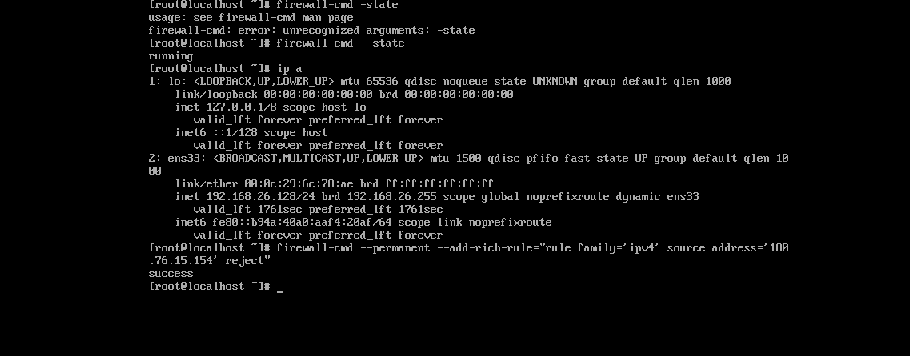 [root@localhost ~]# firewall-cmd -state
usage: see firewall-cmd man page
firewall-cmd: error: unrecognized arguments: -state
[root@localhost ~]# firewall-cmd --state
running
[root@localhost ~]# ip a
1: lo: <LOOPBACK,UP,LOWER_UP> mtu 65536 qdisc noqueue state UNKNOWN group default qlen 1000
link/loopback 00:00:00:00:00:00 brd 00:00:00:00:00:00
inet 127.0.0.1/8 scope host lo
valid_lft forever preferred_lft forever
inet6 ::1/128 scope host
valid_lft forever preferred_lft forever
2: ens33: <BROADCAST,MULTICAST,UP,LOWER_UP> mtu 1500 qdisc pfifo_fast state UP group default qlen 10
00
link/ether 00:0c:29:6c:78:ae brd ff:ff:ff:ff:ff:ff
inet 192.168.26.128/24 brd 192.168.26.255 scope global noprefixroute dynamic ens33
valid_lft 1761sec preferred_lft 1761sec
inet6 fe80::b94a:40a0:aaf4:20af/64 scope link noprefixroute
valid_lft forever preferred_lft forever
[root@localhost ~]# firewall-cmd --permanent --add-rich-rule="rule family='ipv4' source address='180
.76.15.154' reject"
success
[root@localhost ~]# _